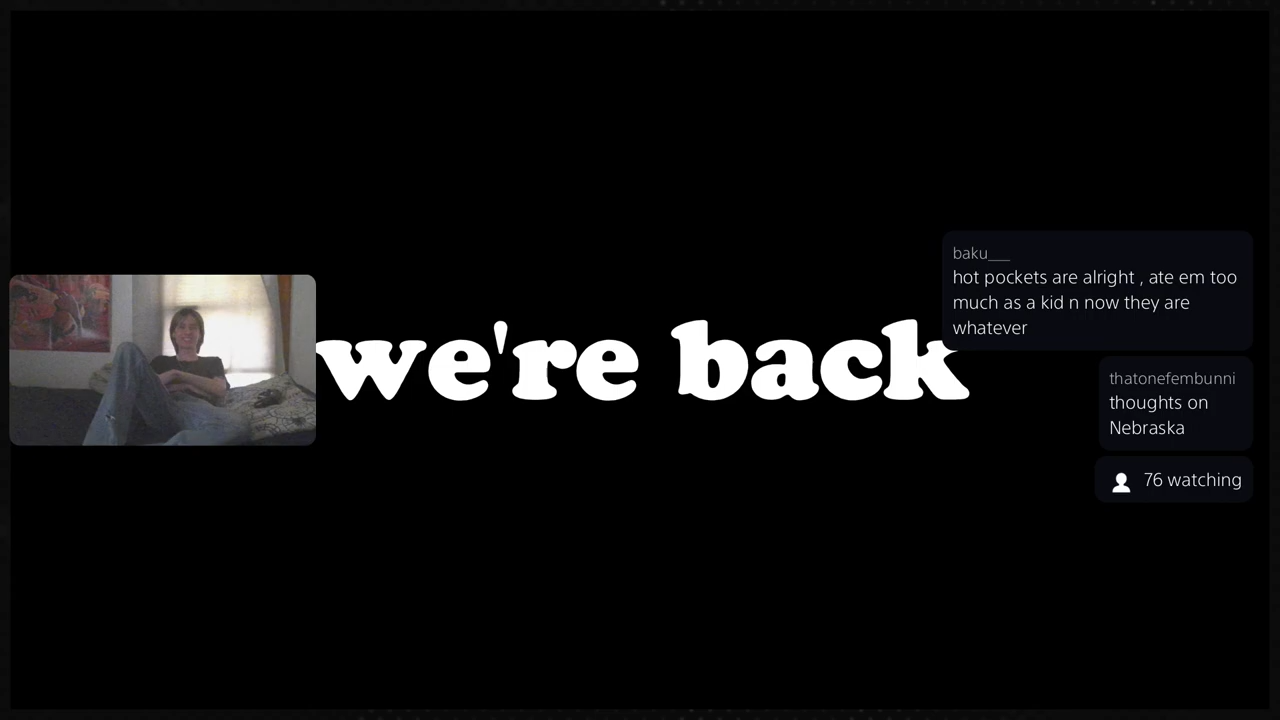 we're back
baku___
hot pockets are alright , ate em too
much as a kid n now they are
whatever
thatonefembunni
thoughts on
Nebraska
76 watching